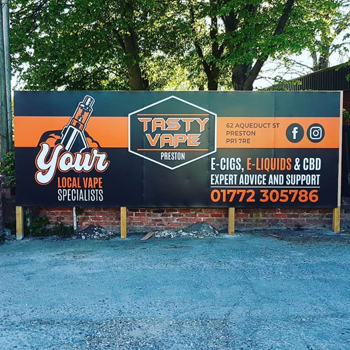 Your
LOCAL VAPE
SPECIALISTS
TASTY
VAPE
PRESTON
62 AQUEDUCT ST
PRESTON
PR1 7RE
E-CIGS, E-LIQUIDS & CBD
EXPERT ADVICE AND SUPPORT
01772 305786